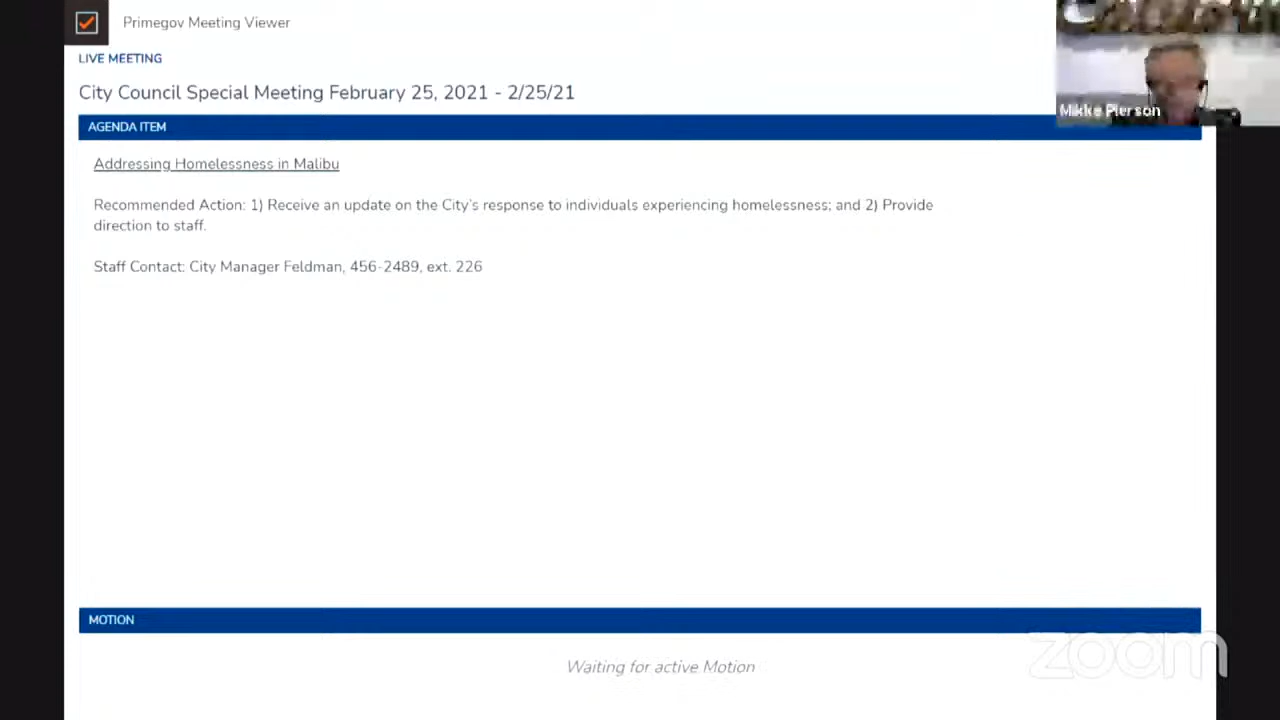 Primegov Meeting Viewer
LIVE MEETING
City Council Special Meeting February 25, 2021 - 2/25/21
Mikke Pierson
AGENDA ITEM
Addressing Homelessness in Malibu
Recommended Action: 1) Receive an update on the City's response to individuals experiencing homelessness; and 2) Provide
direction to staff.
Staff Contact: City Manager Feldman, 456-2489, ext. 226
MOTION
Waiting for active Motion
zoom